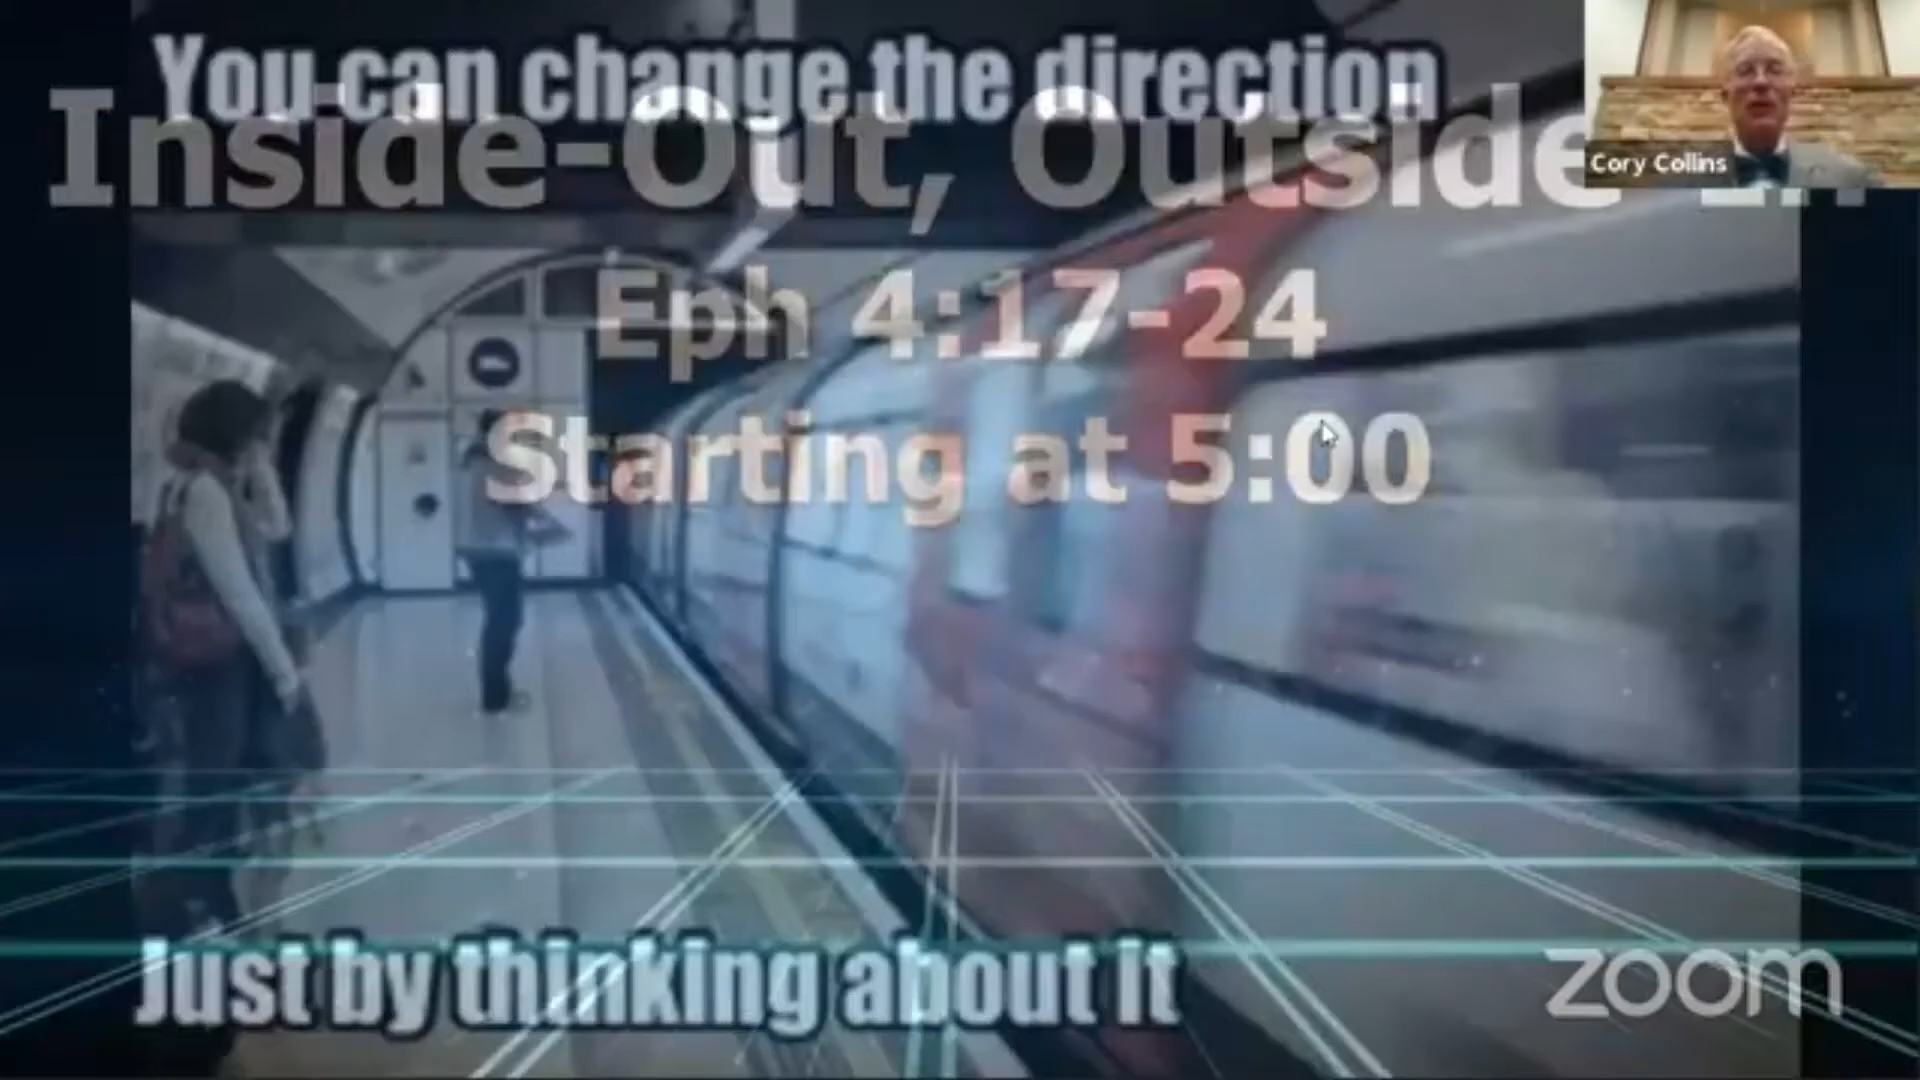 You can change the direction
Inside-Out, Outside-In
Eph 4:17-24
Starting at 5:00
Just by thinking about it
Cory Collins
zoom